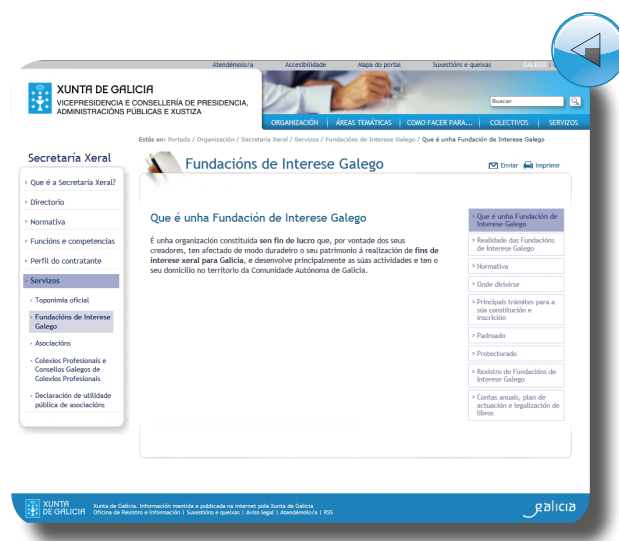 Atendémolo/a Accesibilidade Mapa do portal Suxestións e queixas GALEGO |
XUNTA DE GALICIA
VICEPRESIDENCIA E CONSELLERÍA DE PRESIDENCIA,
ADMINISTRACIÓNS PÚBLICAS E XUSTIZA
Buscar
ORGANIZACIÓN | ÁREAS TEMÁTICAS | COMO FACER PARA... | COLECTIVOS | SERVIZOS
Estás en: Portada / Organización / Secretaría Xeral / Servizos / Fundacións de Interese Galego / Que é unha Fundación de Interese Galego
Secretaría Xeral
› Que é a Secretaría Xeral?
› Directorio
› Normativa
› Funcións e competencias
› Perfil do contratante
› Servizos
› Toponimia oficial
› Fundacións de Interese
Galego
› Asociacións
› Colexios Profesionais e
Consellos Galegos de
Colexios Profesionais
› Declaración de utilidade
pública de asociacións
Fundacións de Interese Galego
Enviar Imprimir
Que é unha Fundación de Interese Galego
É unha organización constituída sen fin de lucro que, por vontade dos seus
creadores, ten afectado de modo duradeiro o seu patrimonio á realización de fins de
interese xeral para Galicia, e desenvolve principalmente as súas actividades e ten o
seu domicilio no territorio da Comunidade Autónoma de Galicia.
> Que é unha Fundación de
Interese Galego
> Realidade das Fundacións
de Interese Galego
> Normativa
> Onde dirixirse
> Principais trámites para a
súa constitución e
inscrición
> Padroado
> Protectorado
> Rexistro de Fundacións de
Interese Galego
> Contas anuais, plan de
actuación e legalización de
libros
XUNTA
DE GALICIA
Xunta de Galicia. Información mantida e publicada na internet pola Xunta de Galicia
Oficina de Rexistro e Información | Suxestións e queixas | Aviso legal | Atendémolo/a | RSS
galicia